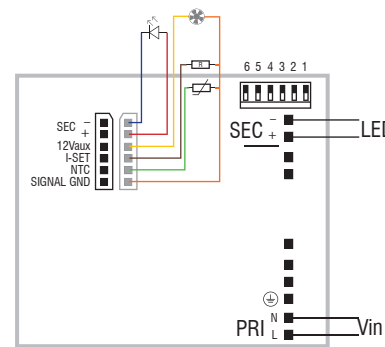 6 5 4 3 2 1
SEC -
+
12Vaux
I-SET
NTC
SIGNAL GND
R
SEC -
+
LED
PRI N
L
Vin